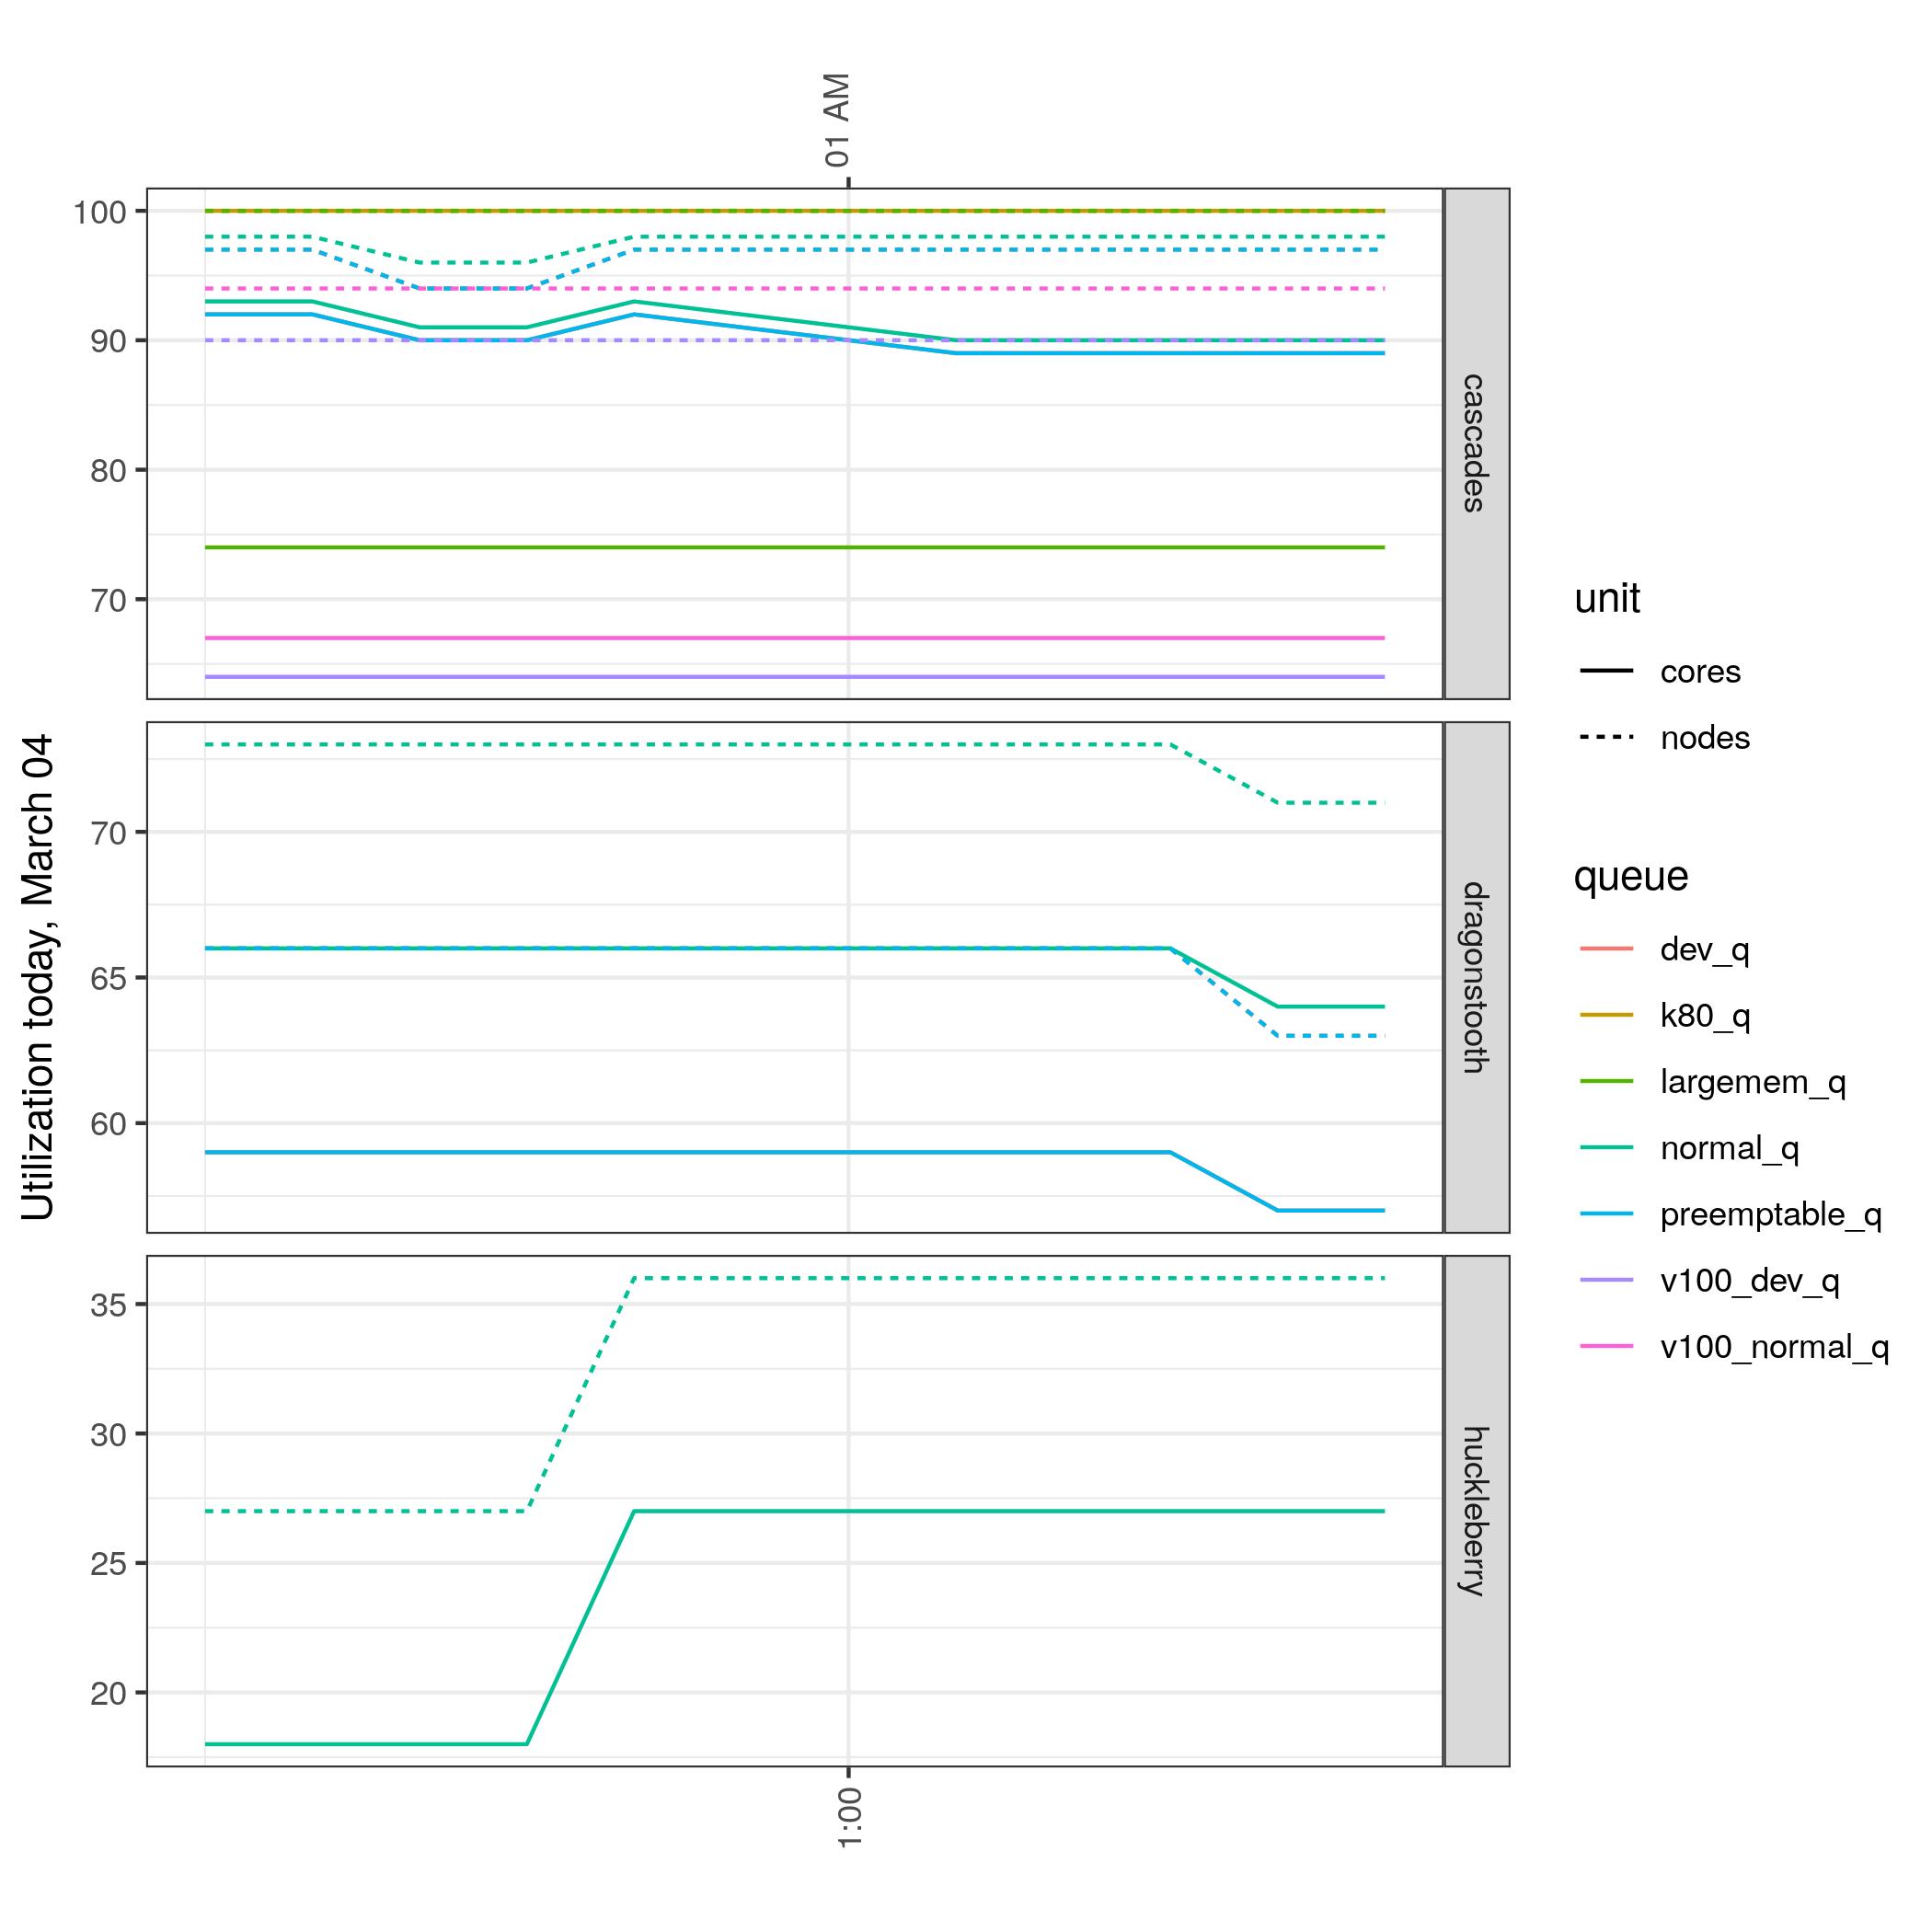 01 AM
Utilization today, March 04
100
90
80
70
cascades
70
65
60
dragonstooth
35
30
25
20
huckleberry
1:00
unit
cores
nodes
queue
dev_q
k80_q
largemem_q
normal_q
preemptable_q
v100_dev_q
v100_normal_q